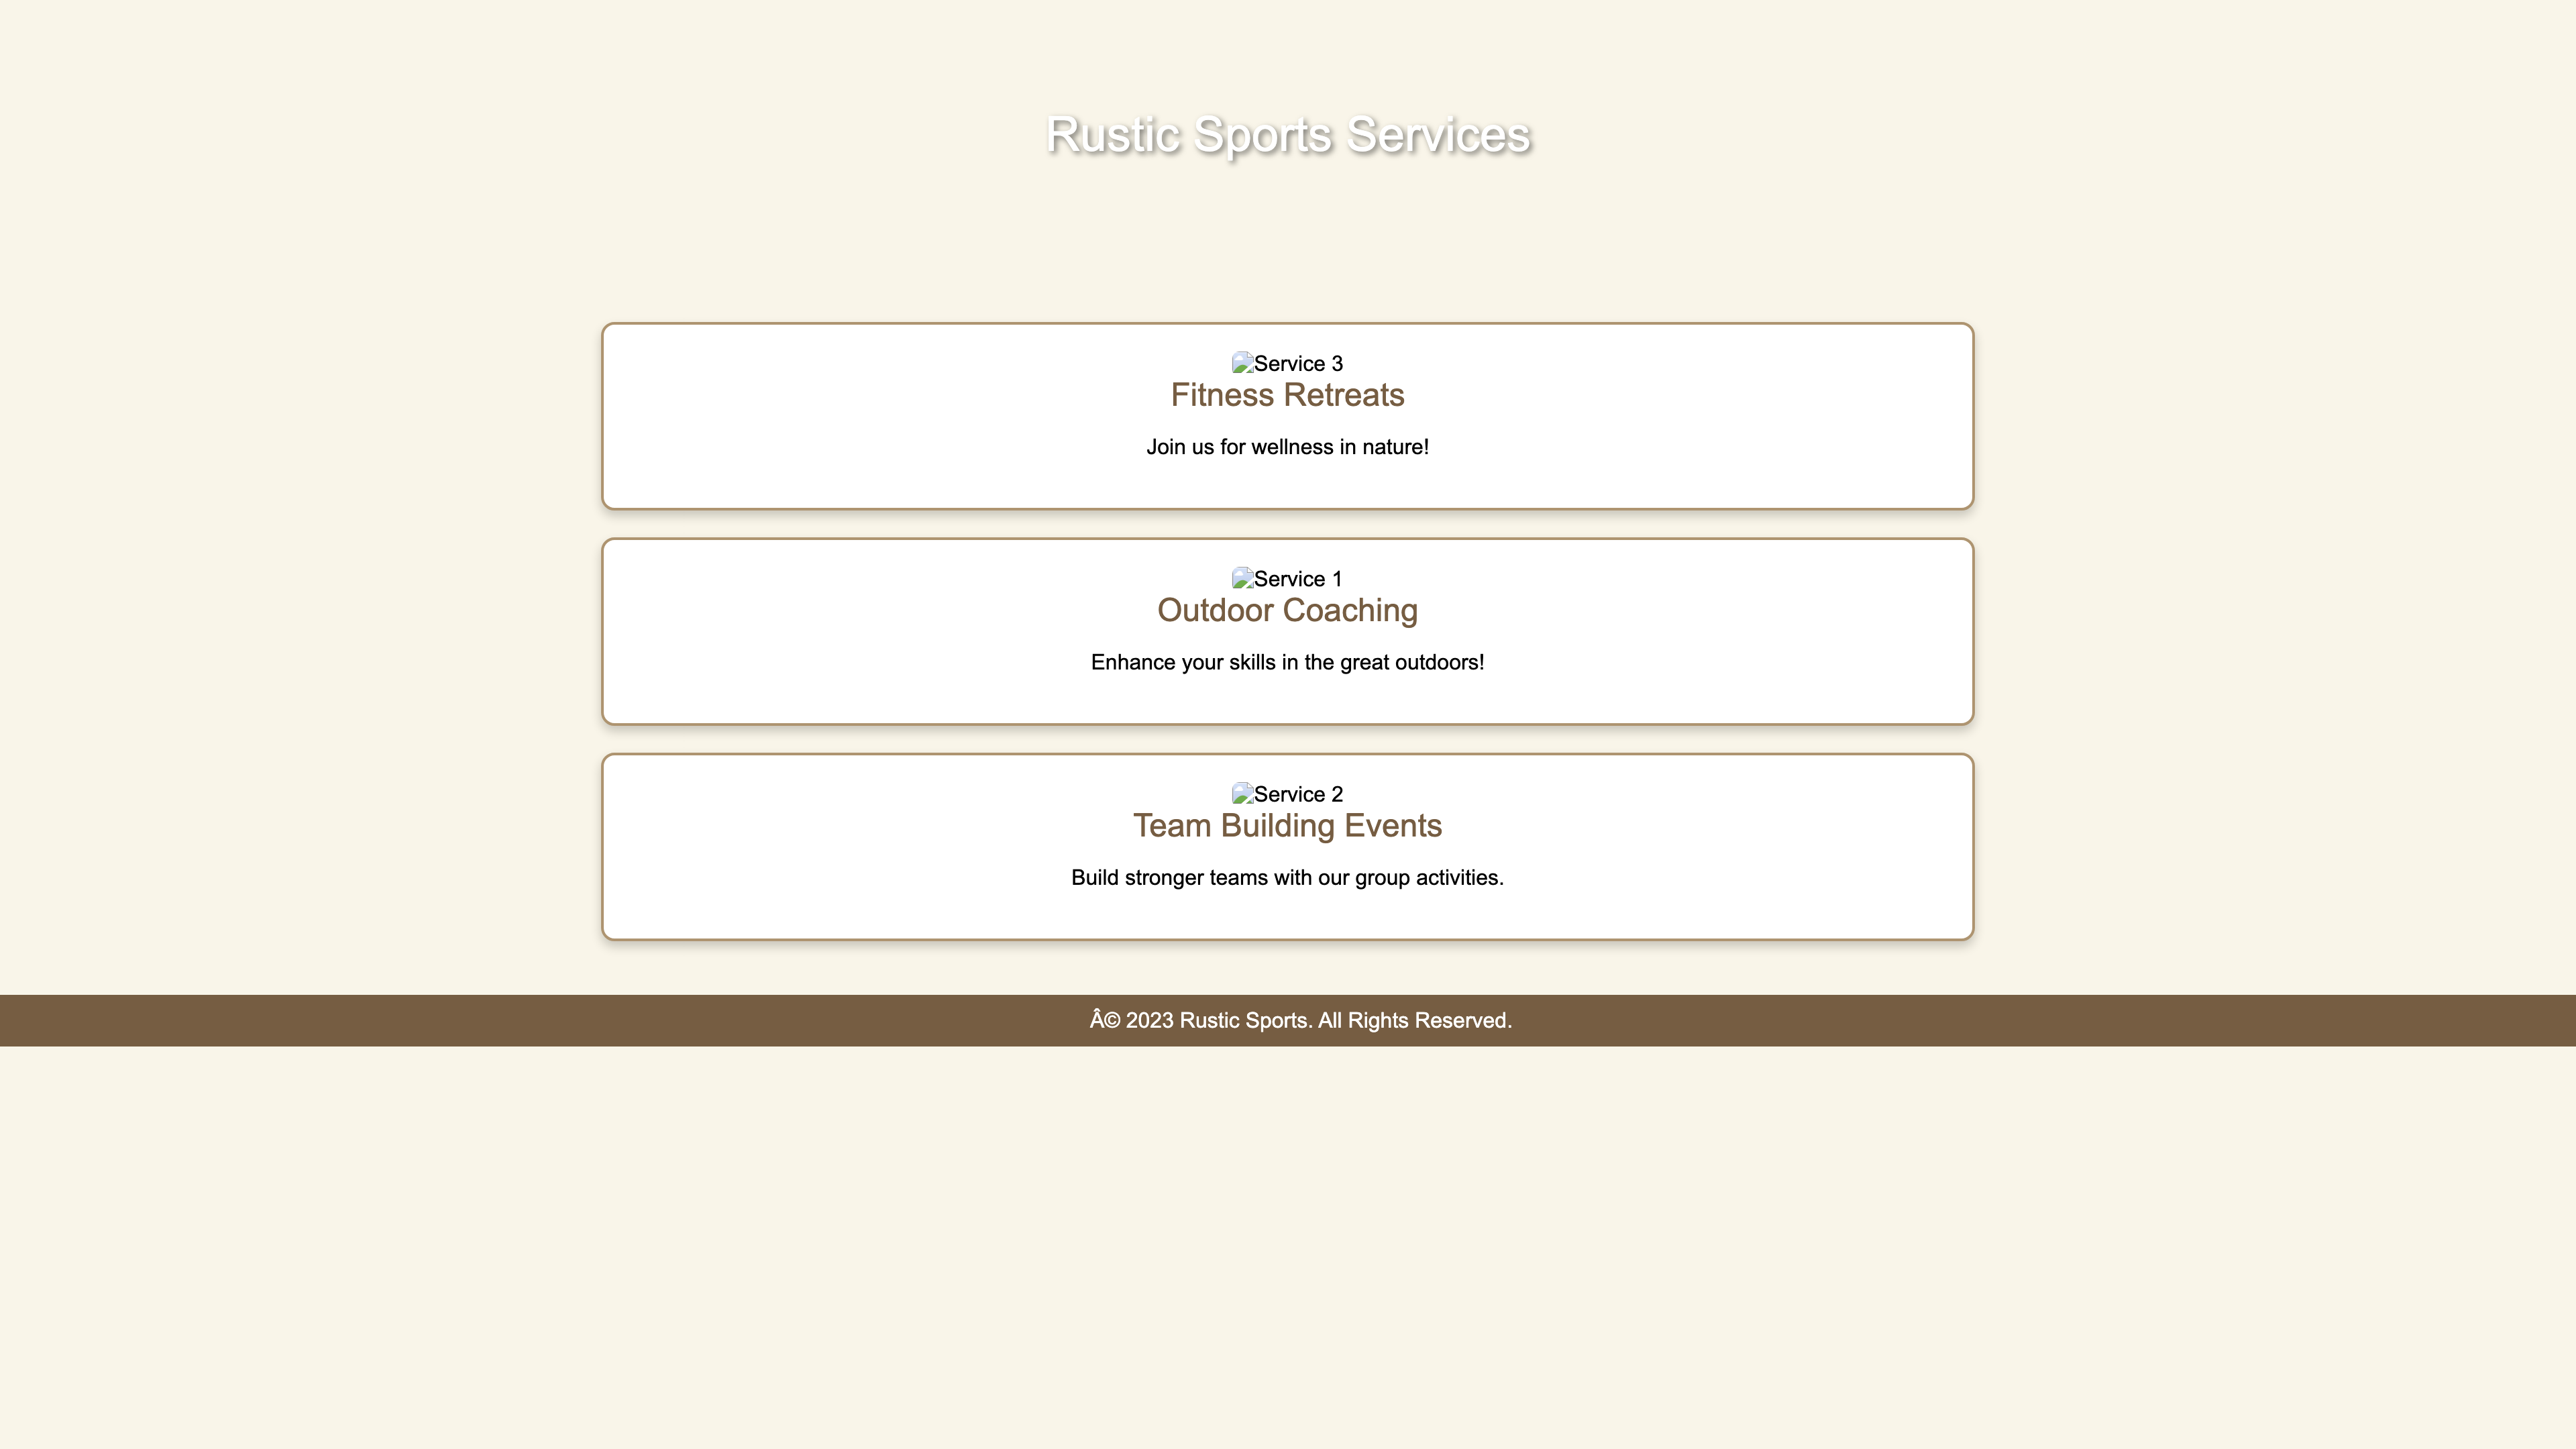 Rustic Sports Services
Service 3
Fitness Retreats
Join us for wellness in nature!
Service 1
Outdoor Coaching
Enhance your skills in the great outdoors!
Service 2
Team Building Events
Build stronger teams with our group activities.
Â© 2023 Rustic Sports. All Rights Reserved.